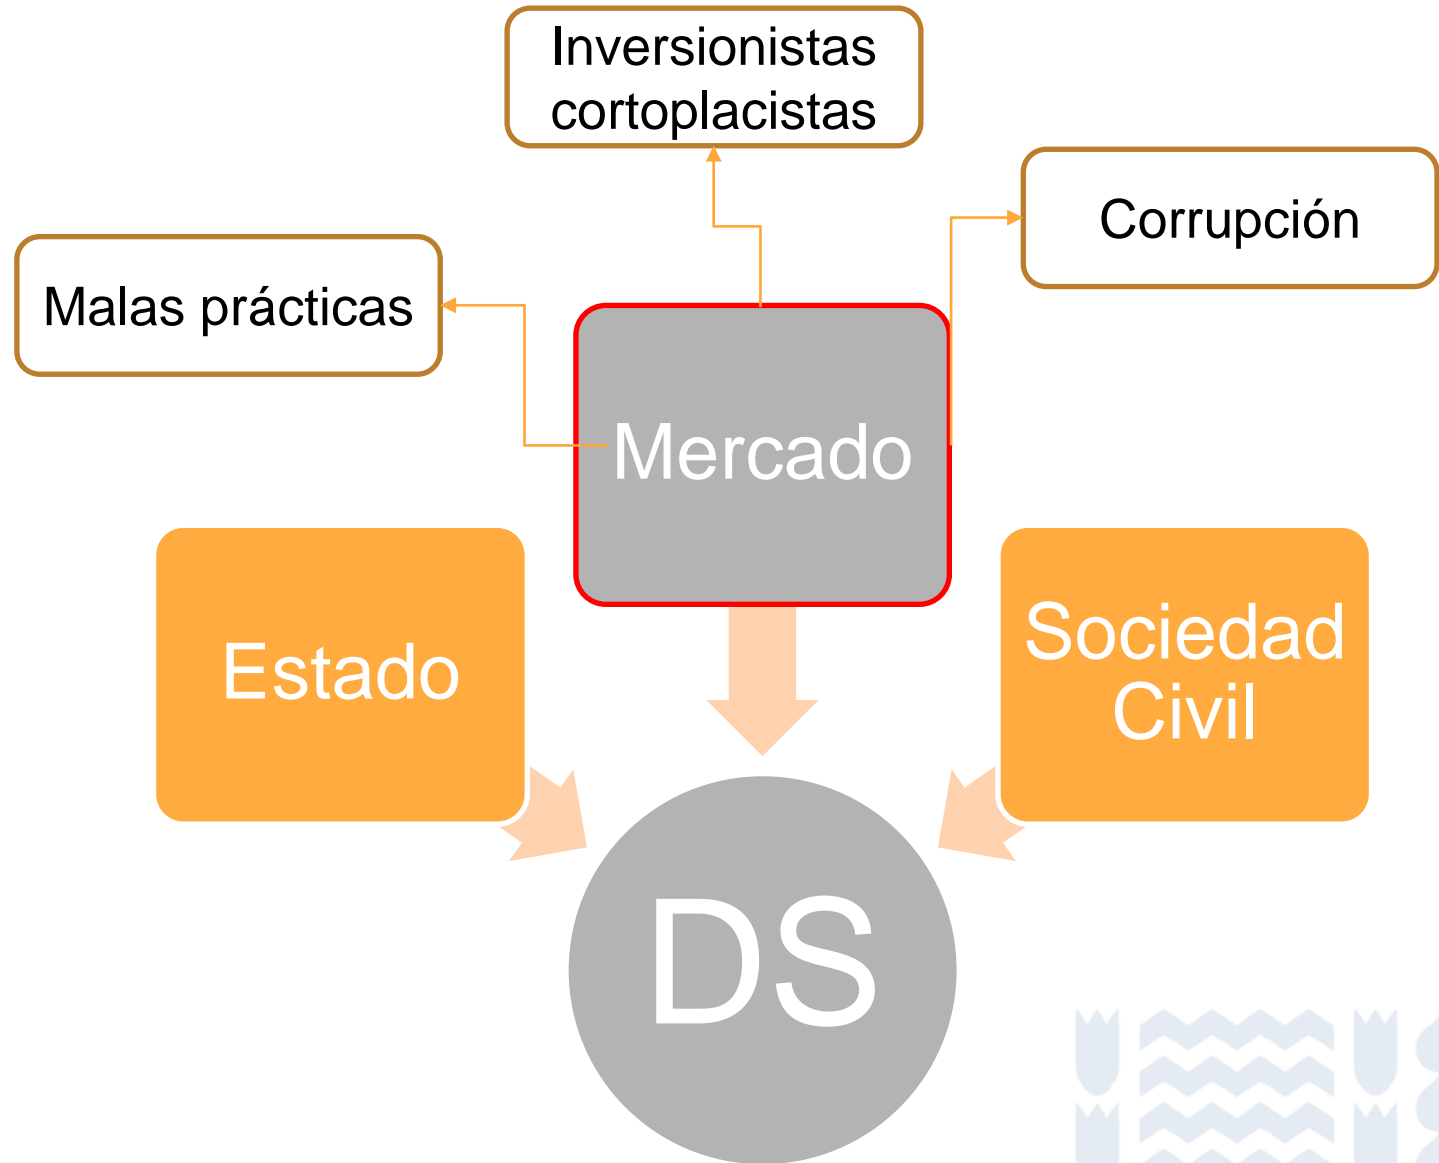 Inversionistas
cortoplacistas
Corrupción
Malas prácticas
Mercado
Estado
Sociedad
Civil
DS